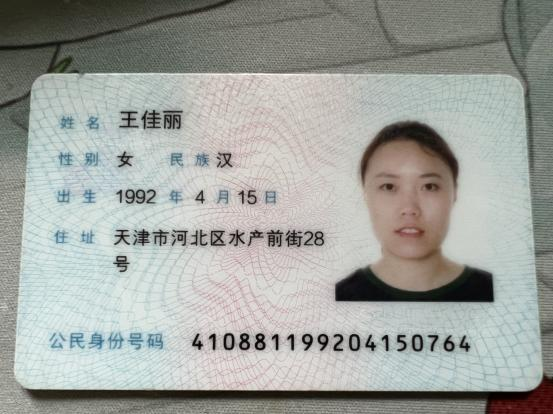 姓名 王佳丽
性别 女 民族 汉
出生 1992 年 4 月 15 日
住址 天津市河北区水产前街28
号
公民身份号码 410881199204150764